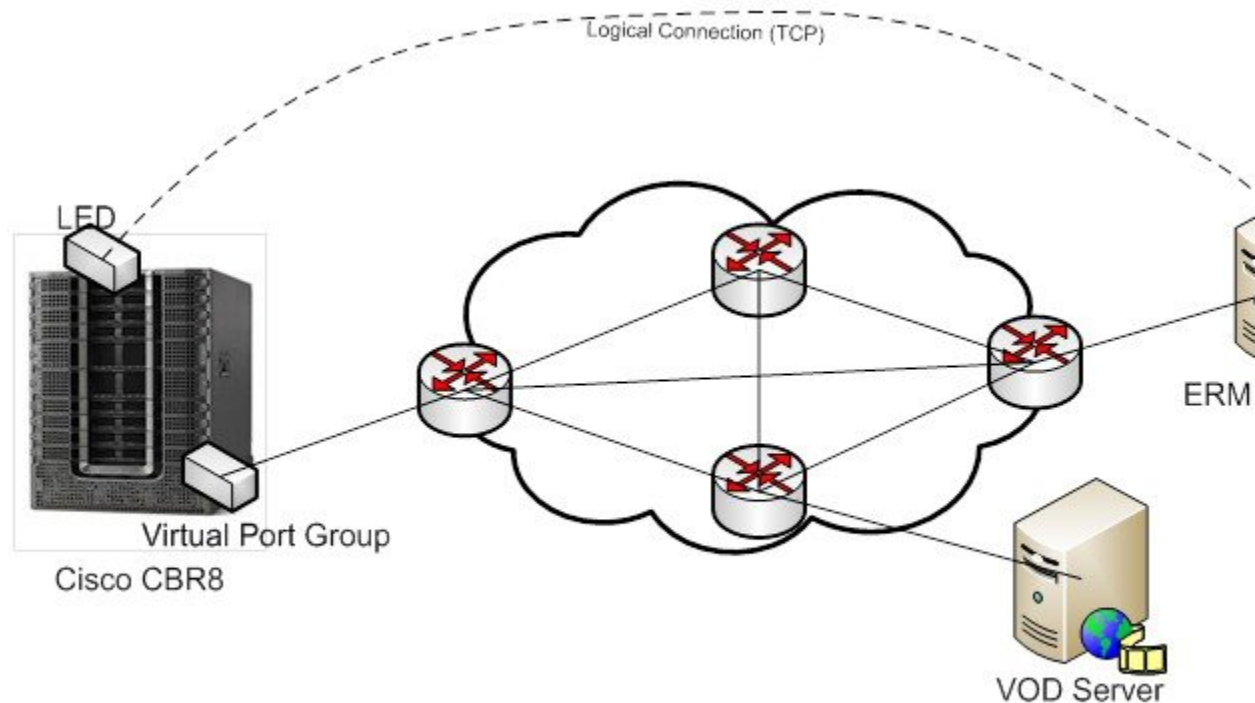 Logical Connection (TCP)
LED
ERM
Virtual Port Group
Cisco CBR8
VOD Server